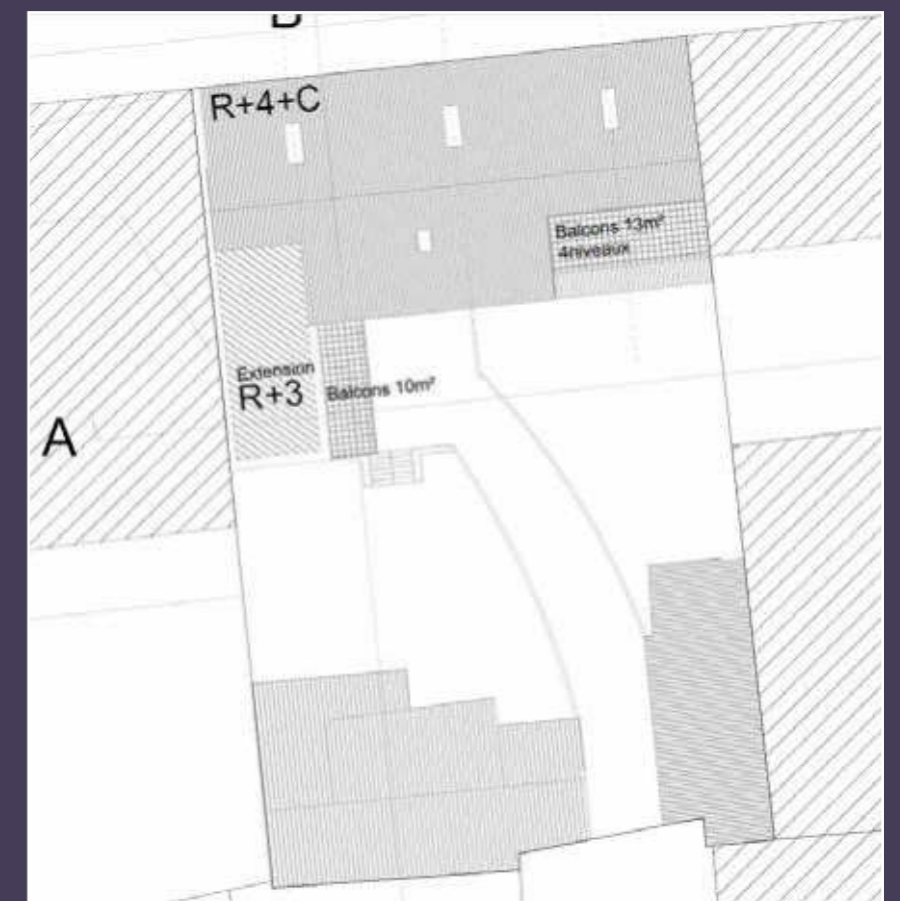 B
R+4+C
Balcons 13m²
4niveaux
Extension
R+3
Balcons 10m²
A